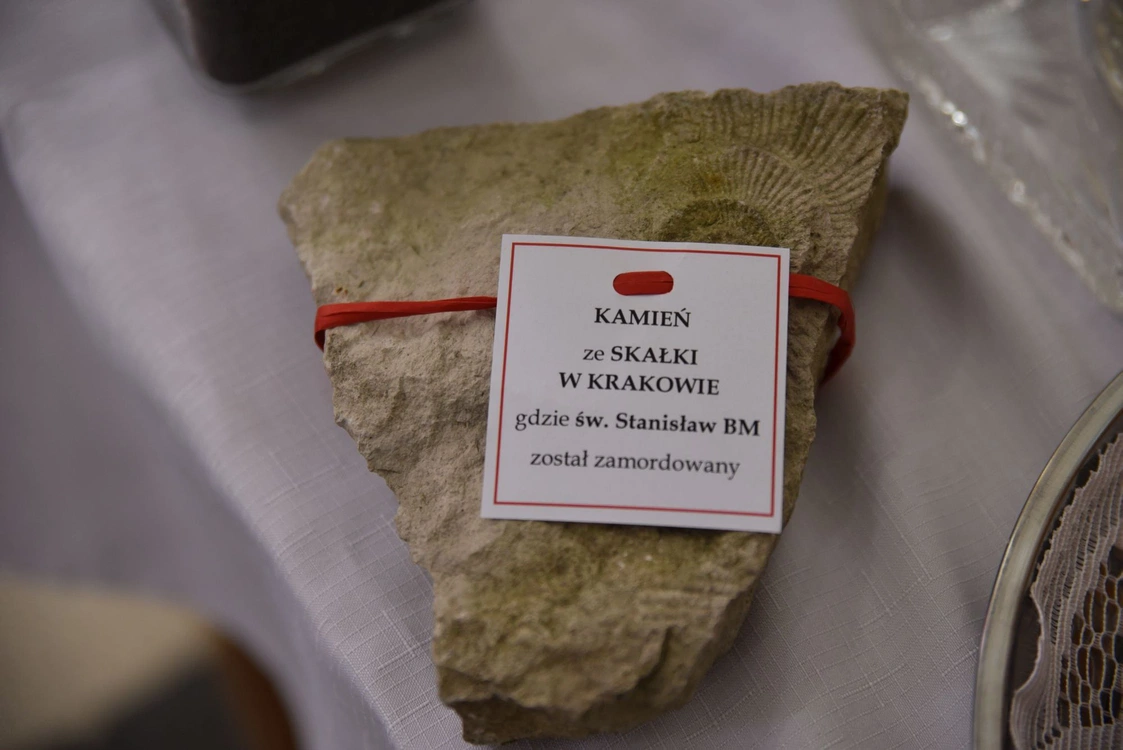 KAMIEŃ
ze SKAŁKI
W KRAKOWIE
gdzie św. Stanisław BM
został zamordowany